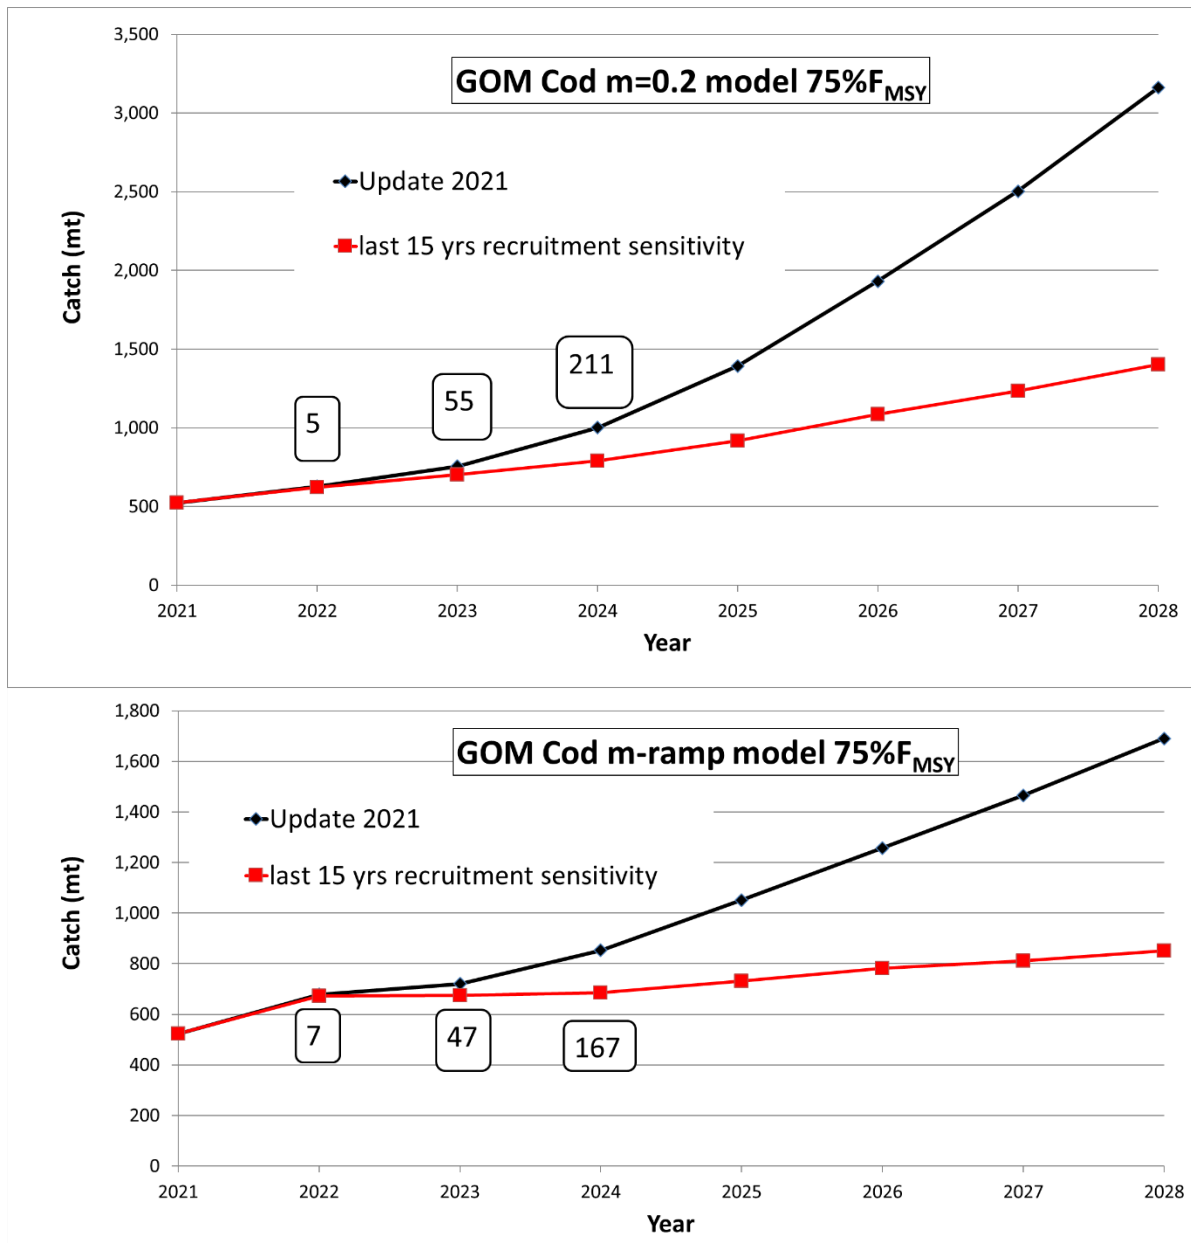 GOM Cod m=0.2 model 75%FMSY
Update 2021
last 15 yrs recruitment sensitivity
Catch (mt)
3,500
3,000
2,500
2,000
1,500
1,000
500
0
5
55
211
2021 2022 2023 2024 2025 2026 2027 2028
Year
GOM Cod m-ramp model 75%FMSY
Update 2021
last 15 yrs recruitment sensitivity
Catch (mt)
1,800
1,600
1,400
1,200
1,000
800
600
400
200
0
7
47
167
2021 2022 2023 2024 2025 2026 2027 2028
Year